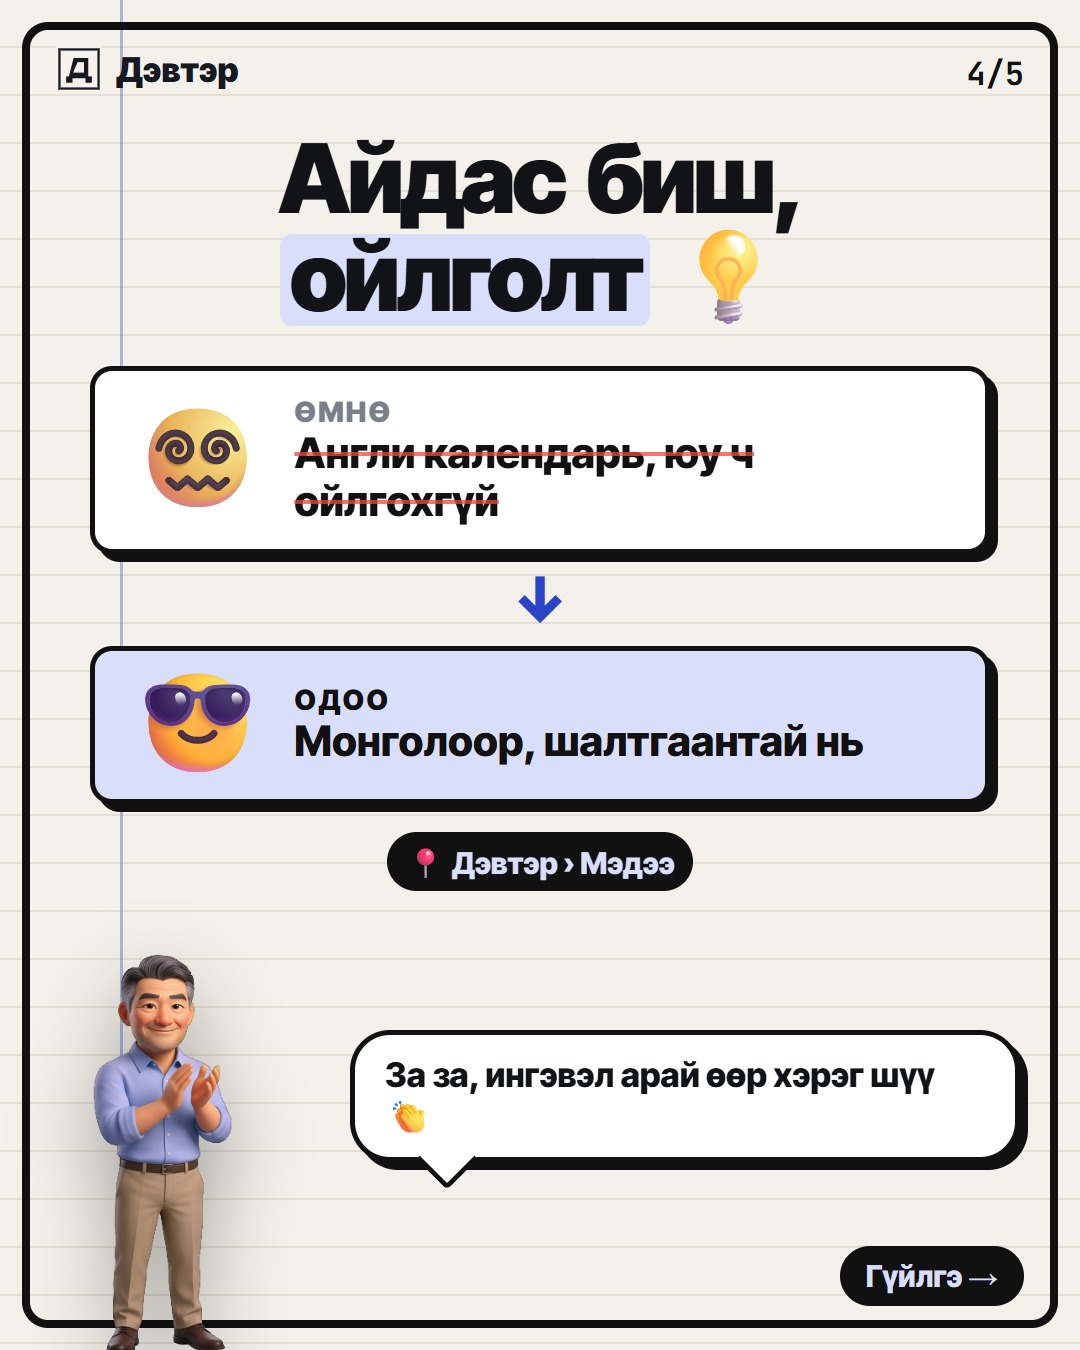 Д Дэвтэр
4/5
Айдас биш,
ойлголт 💡
өмнө
Англи календарь, юу ч
ойлгохгүй
одоо
Монголоор, шалтгаантай нь
📍 Дэвтэр › Мэдээ
За за, ингэвэл арай өөр хэрэг шүү
👏
Гүйлгэ →